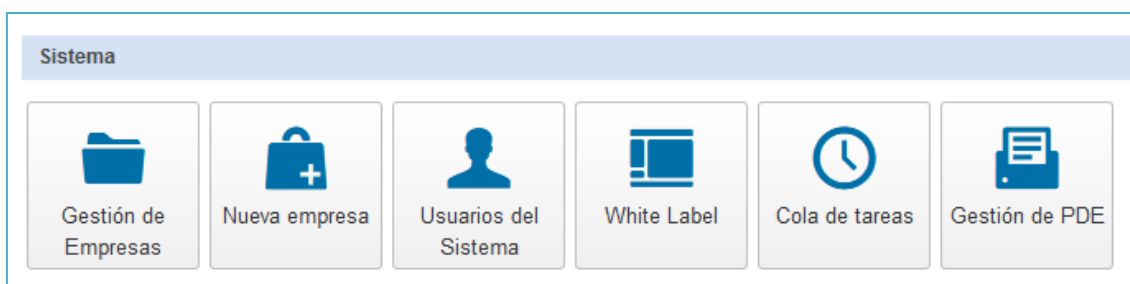 Sistema
Gestión de
Empresas
Nueva empresa
Usuarios del
Sistema
White Label
Cola de tareas
Gestión de PDE